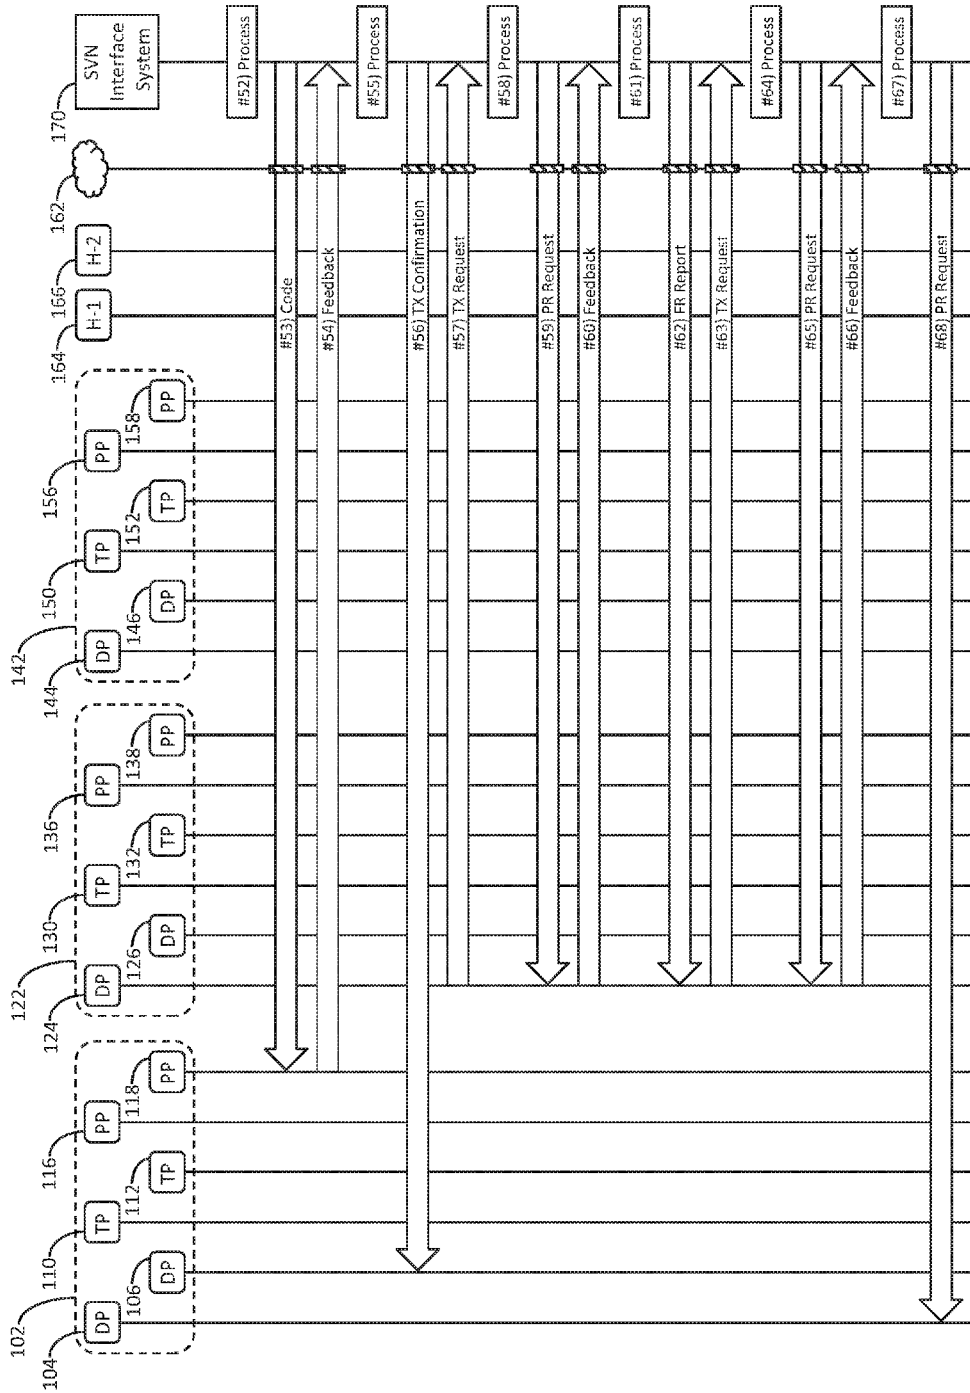 102
122
142
104
110
116
124
130
136
144
150
156
164
166
162
170
DP
TP
PP
DP
TP
PP
DP
TP
PP
H-1
H-2
SVN
Interface
System
106
112
118
126
132
138
146
152
158
DP
TP
PP
DP
TP
PP
DP
TP
PP
#52) Process
#53) Code
#54) Feedback
#55) Process
#56) TX Confirmation
#57) TX Request
#58) Process
#59) PR Request
#60) Feedback
#61) Process
#62) FR Report
#63) TX Request
#64) Process
#65) PR Request
#66) Feedback
#67) Process
#68) PR Request